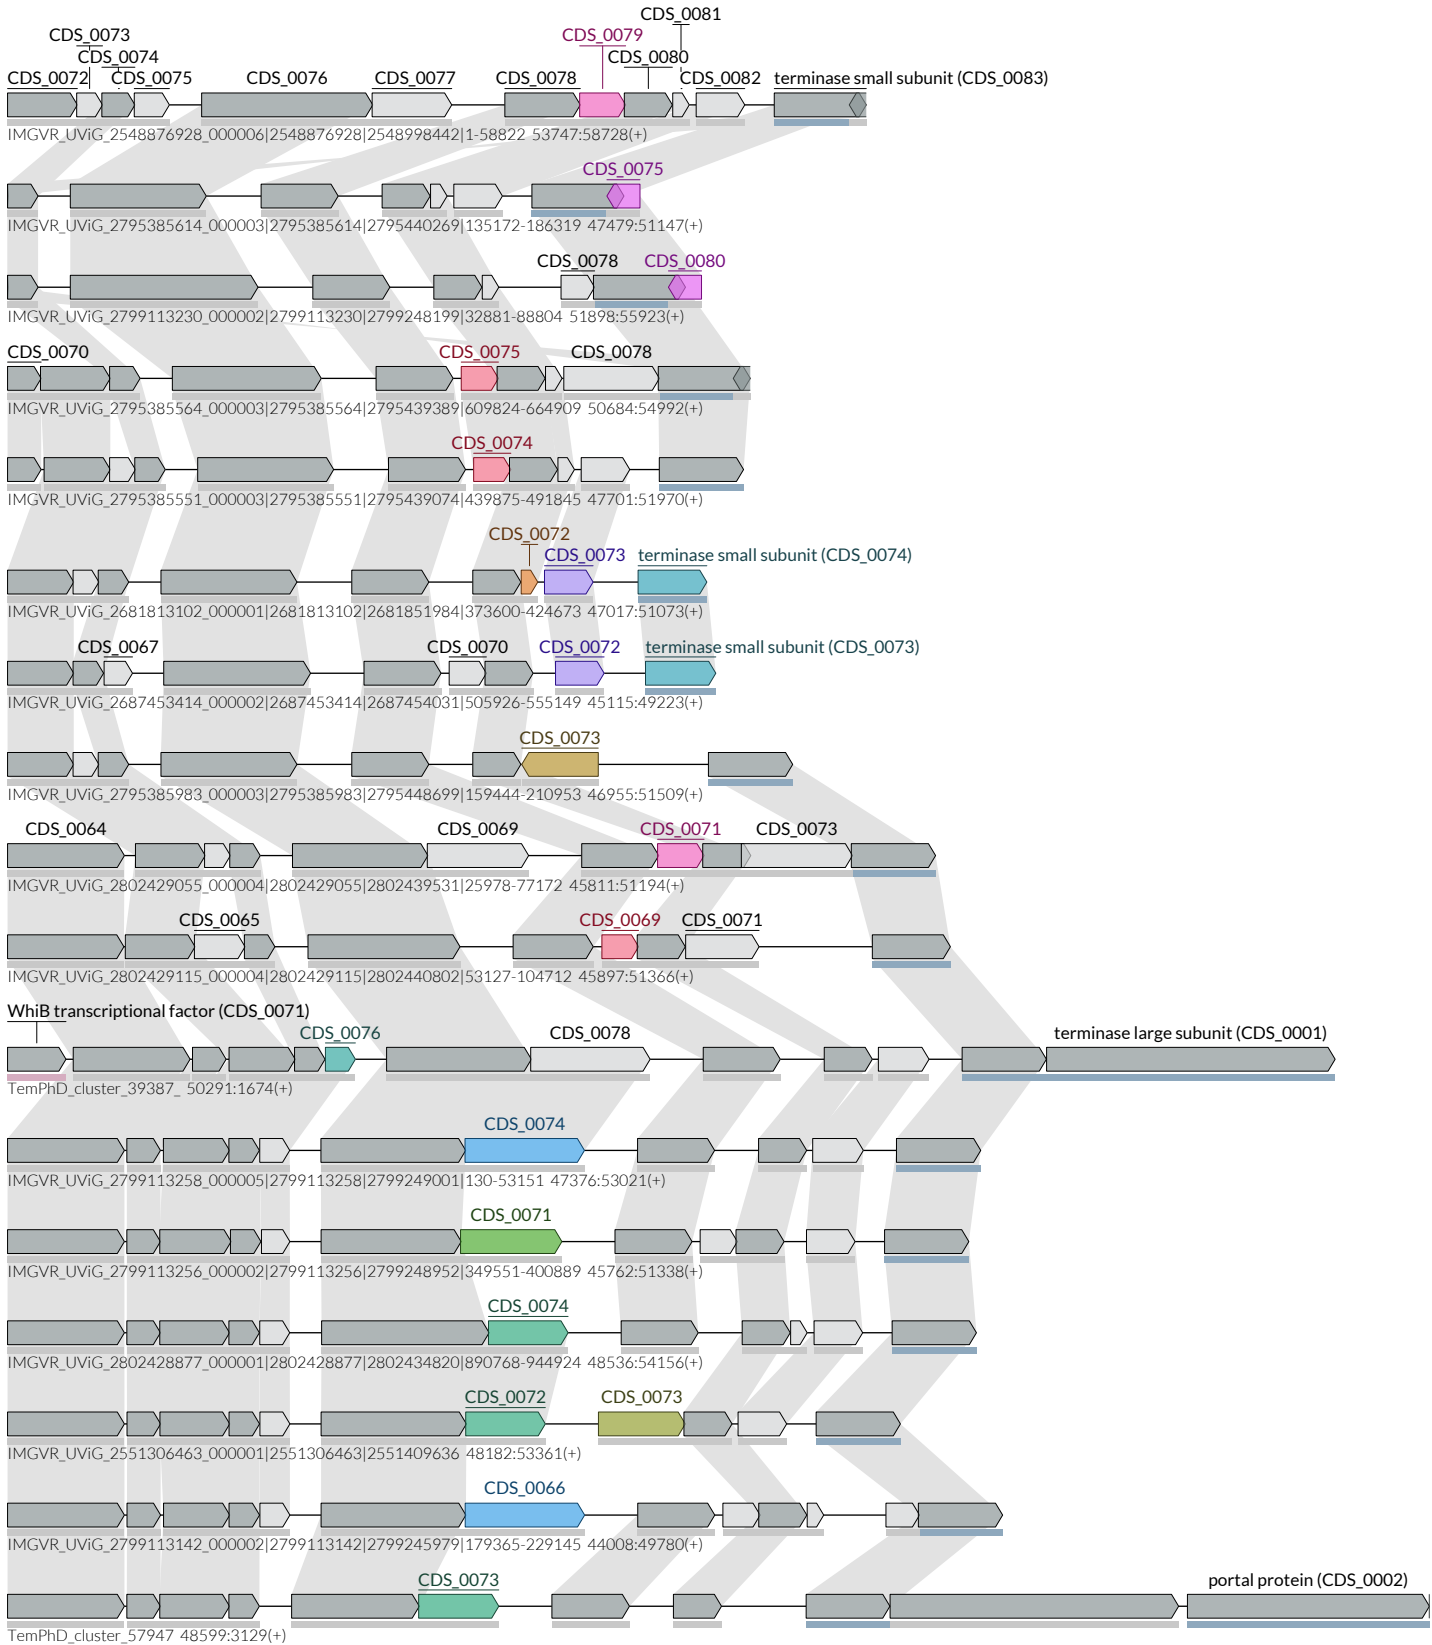 CDS_0081
CDS_0073 CDS_0079
CDS_0074 CDS_0080
CDS_0072 CDS_0075 CDS_0076 CDS_0077 CDS_0078 CDS_0082 terminase small subunit (CDS_0083)
IMGVR_UViG_2548876928_000006|2548876928|2548998442|1-58822 53747:58728(+)
CDS_0075
IMGVR_UViG_2795385614_000003|2795385614|2795440269|135172-186319 47479:51147(+)
CDS_0078 CDS_0080
IMGVR_UViG_2799113230_000002|2799113230|2799248199|32881-88804 51898:55923(+)
CDS_0070 CDS_0075 CDS_0078
IMGVR_UViG_2795385564_000003|2795385564|2795439389|609824-664909 50684:54992(+)
CDS_0074
IMGVR_UViG_2795385551_000003|2795385551|2795439074|439875-491845 47701:51970(+)
CDS_0072
CDS_0073 terminase small subunit (CDS_0074)
IMGVR_UViG_2681813102_000001|2681813102|2681851984|373600-424673 47017:51073(+)
CDS_0067 CDS_0070 CDS_0072 terminase small subunit (CDS_0073)
IMGVR_UViG_2687453414_000002|2687453414|2687454031|505926-555149 45115:49223(+)
CDS_0073
IMGVR_UViG_2795385983_000003|2795385983|2795448699|159444-210953 46955:51509(+)
CDS_0064 CDS_0069 CDS_0071 CDS_0073
IMGVR_UViG_2802429055_000004|2802429055|2802439531|25978-77172 45811:51194(+)
CDS_0065 CDS_0069 CDS_0071
IMGVR_UViG_2802429115_000004|2802429115|2802440802|53127-104712 45897:51366(+)
WhiB transcriptional factor (CDS_0071)
CDS_0076 CDS_0078 terminase large subunit (CDS_0001)
TemPhD_cluster_39387_ 50291:1674(+)
CDS_0074
IMGVR_UViG_2799113258_000005|2799113258|2799249001|130-53151 47376:53021(+)
CDS_0071
IMGVR_UViG_2799113256_000002|2799113256|2799248952|349551-400889 45762:51338(+)
CDS_0074
IMGVR_UViG_2802428877_000001|2802428877|2802434820|890768-944924 48536:54156(+)
CDS_0072 CDS_0073
IMGVR_UViG_2551306463_000001|2551306463|2551409636 48182:53361(+)
CDS_0066
IMGVR_UViG_2799113142_000002|2799113142|2799245979|179365-229145 44008:49780(+)
CDS_0073 portal protein (CDS_0002)
TemPhD_cluster_57947 48599:3129(+)